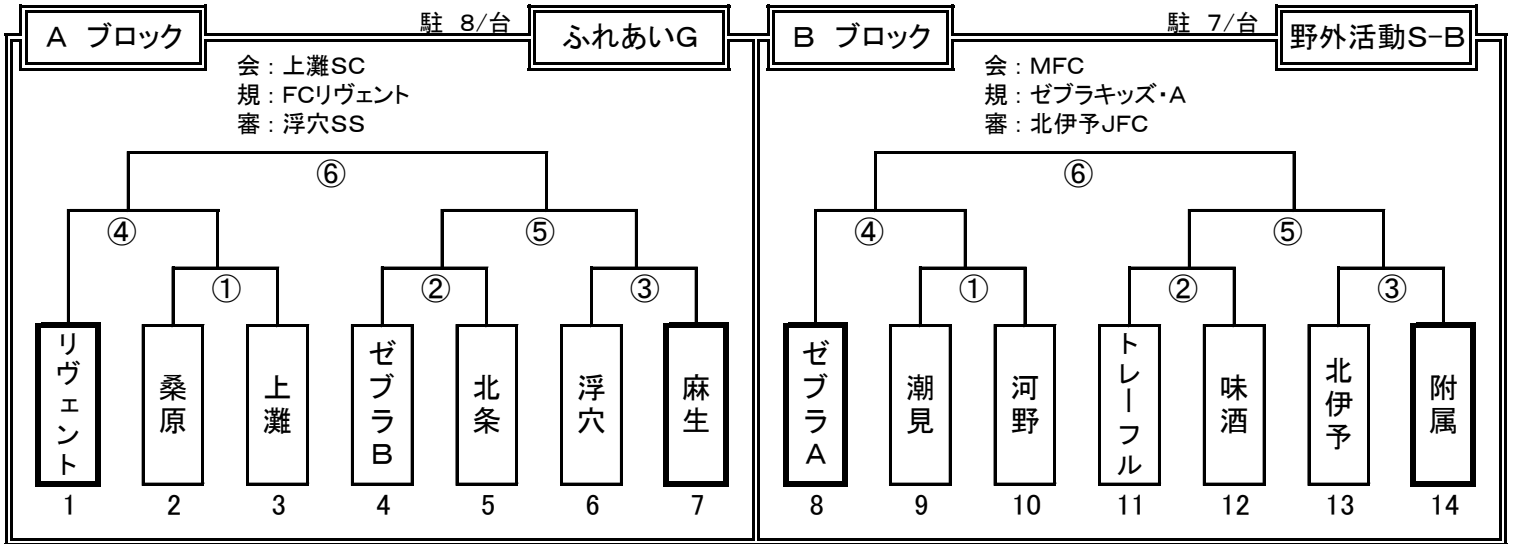 A ブロック
駐 8/台
ふれあいG
会：上灘SC
規：FCリヴェント
審：浮穴SS
⑥
④
⑤
①
②
③
リヴェント
桑原
上灘
ゼブラB
北条
浮穴
麻生
1 2 3 4 5 6 7
B ブロック
駐 7/台
野外活動S-B
会：MFC
規：ゼブラキッズ・A
審：北伊予JFC
⑥
④
⑤
①
②
③
ゼブラA
潮見
河野
トレーフル
味酒
北伊予
附属
8 9 10 11 12 13 14